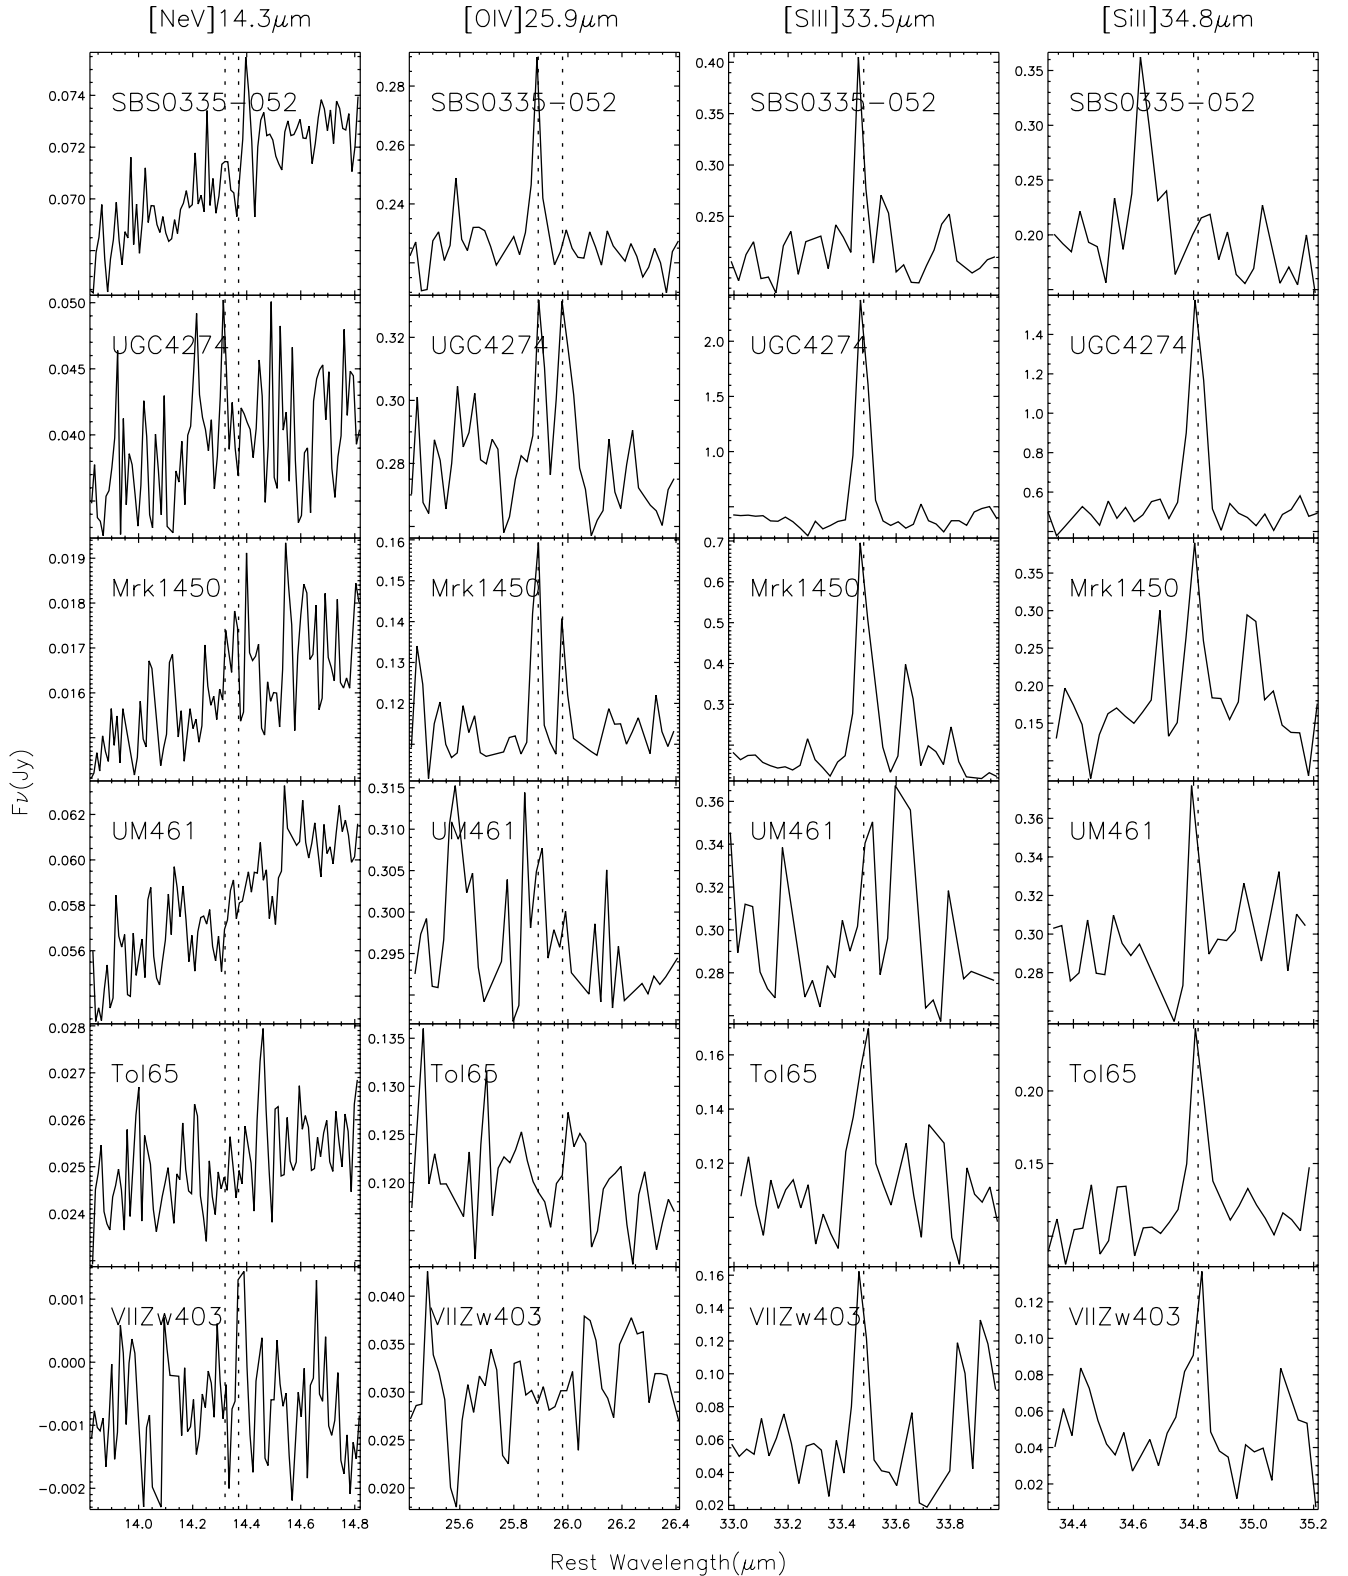 [NeV]14.3μm [OIV]25.9μm [SIII]33.5μm [SiII]34.8μm
0.074 0.072 0.070 SBS0335-052
0.28 0.26 0.24 SBS0335-052
0.40 0.35 0.30 0.25 SBS0335-052
0.35 0.30 0.25 0.20 SBS0335-052
0.050 0.045 0.040 UGC4274
0.32 0.30 0.28 UGC4274
2.0 1.5 1.0 UGC4274
1.4 1.2 1.0 0.8 0.6 UGC4274
0.019 0.018 0.017 0.016 Mrk1450
0.16 0.15 0.14 0.13 0.12 Mrk1450
0.7 0.6 0.5 0.4 0.3 Mrk1450
0.35 0.30 0.25 0.20 0.15 Mrk1450
Fν(Jy)
0.062 0.060 0.058 0.056 UM461
0.315 0.310 0.305 0.300 0.295 UM461
0.36 0.34 0.32 0.30 0.28 UM461
0.36 0.34 0.32 0.30 0.28 UM461
0.028 0.027 0.026 0.025 0.024 Tol65
0.135 0.130 0.125 0.120 Tol65
0.16 0.14 0.12 Tol65
0.20 0.15 Tol65
0.001 0.000 -0.001 -0.002 VIIZw403
0.040 0.035 0.030 0.025 0.020 VIIZw403
0.16 0.14 0.12 0.10 0.08 0.06 0.04 0.02 VIIZw403
0.12 0.10 0.08 0.06 0.04 0.02 VIIZw403
14.0 14.2 14.4 14.6 14.8 25.6 25.8 26.0 26.2 26.4 33.0 33.2 33.4 33.6 33.8 34.4 34.6 34.8 35.0 35.2
Rest Wavelength(μm)